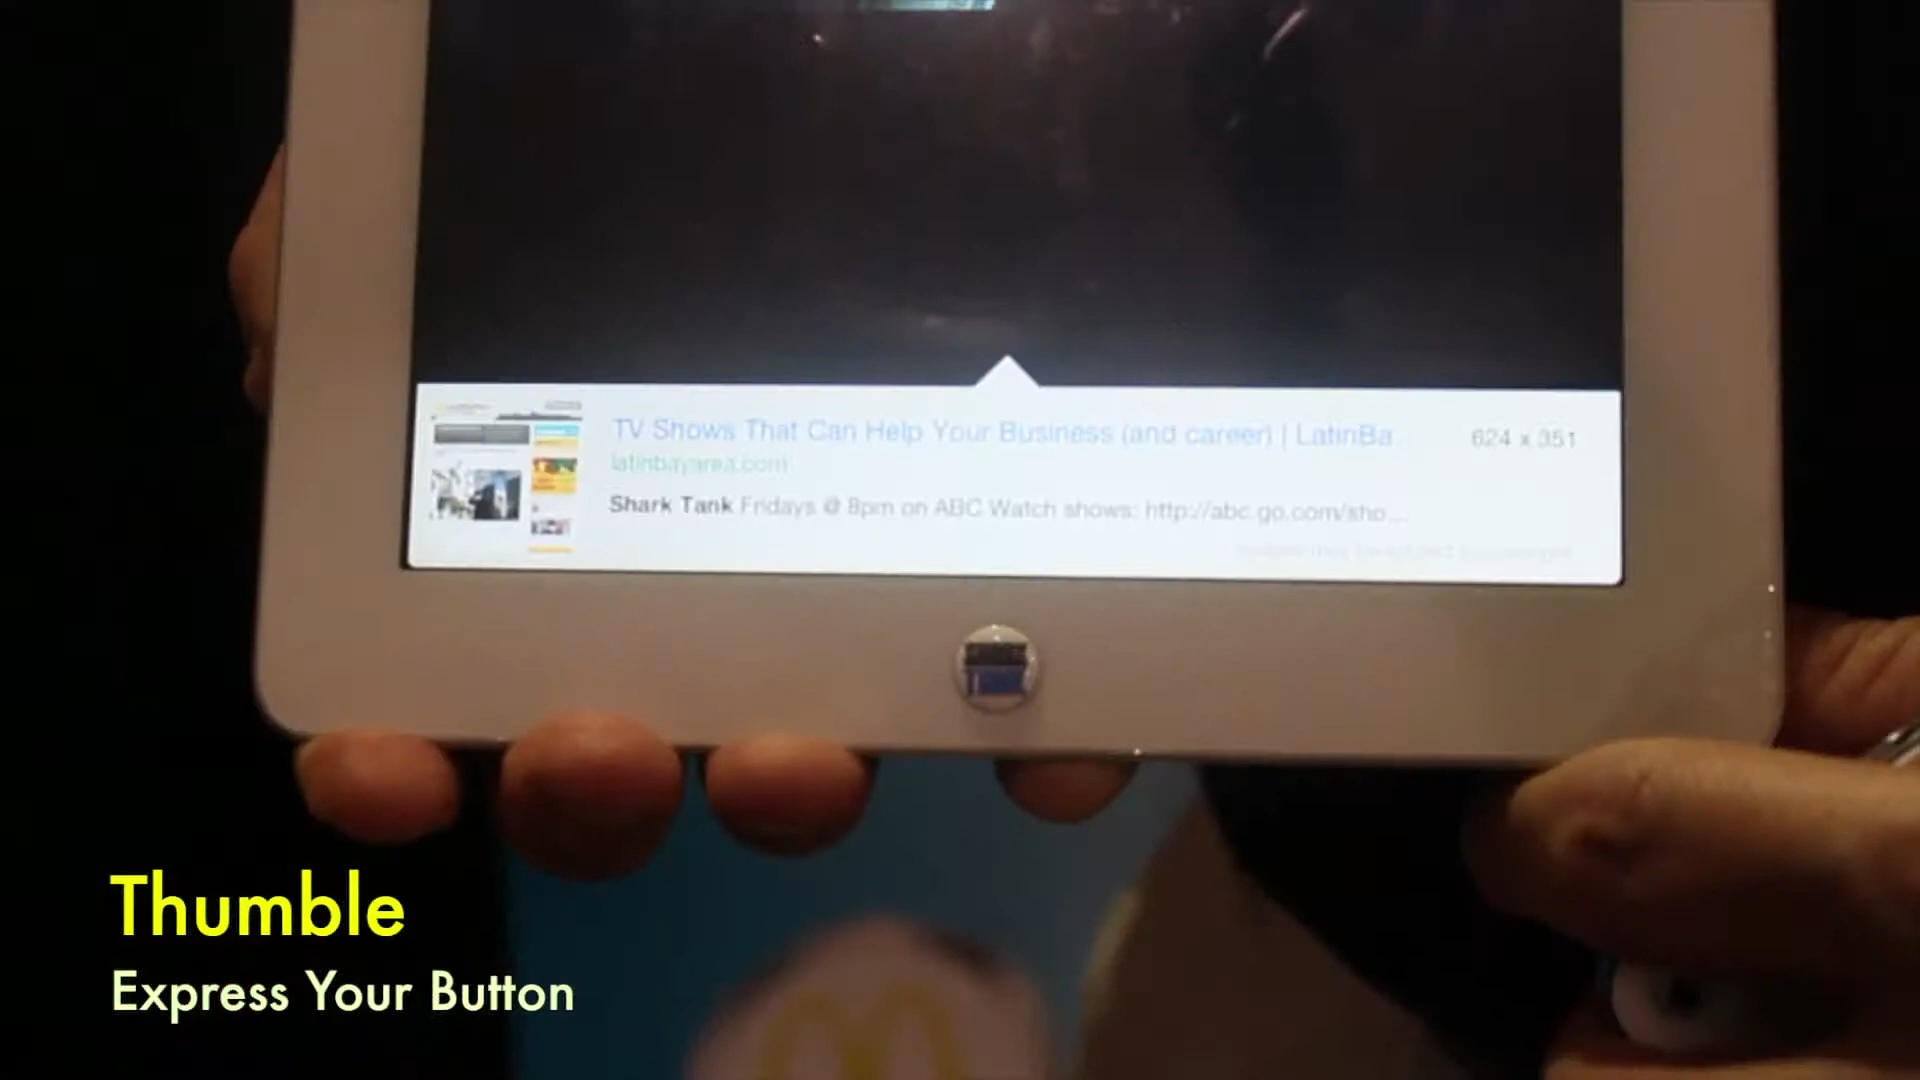 TV Shows That Can Help Your Business (and career) | LatinBa...
624 x 351
latinbayarea.com
Shark Tank Fridays @ 8pm on ABC Watch shows: http://abc.go.com/sho...
Thumble
Express Your Button